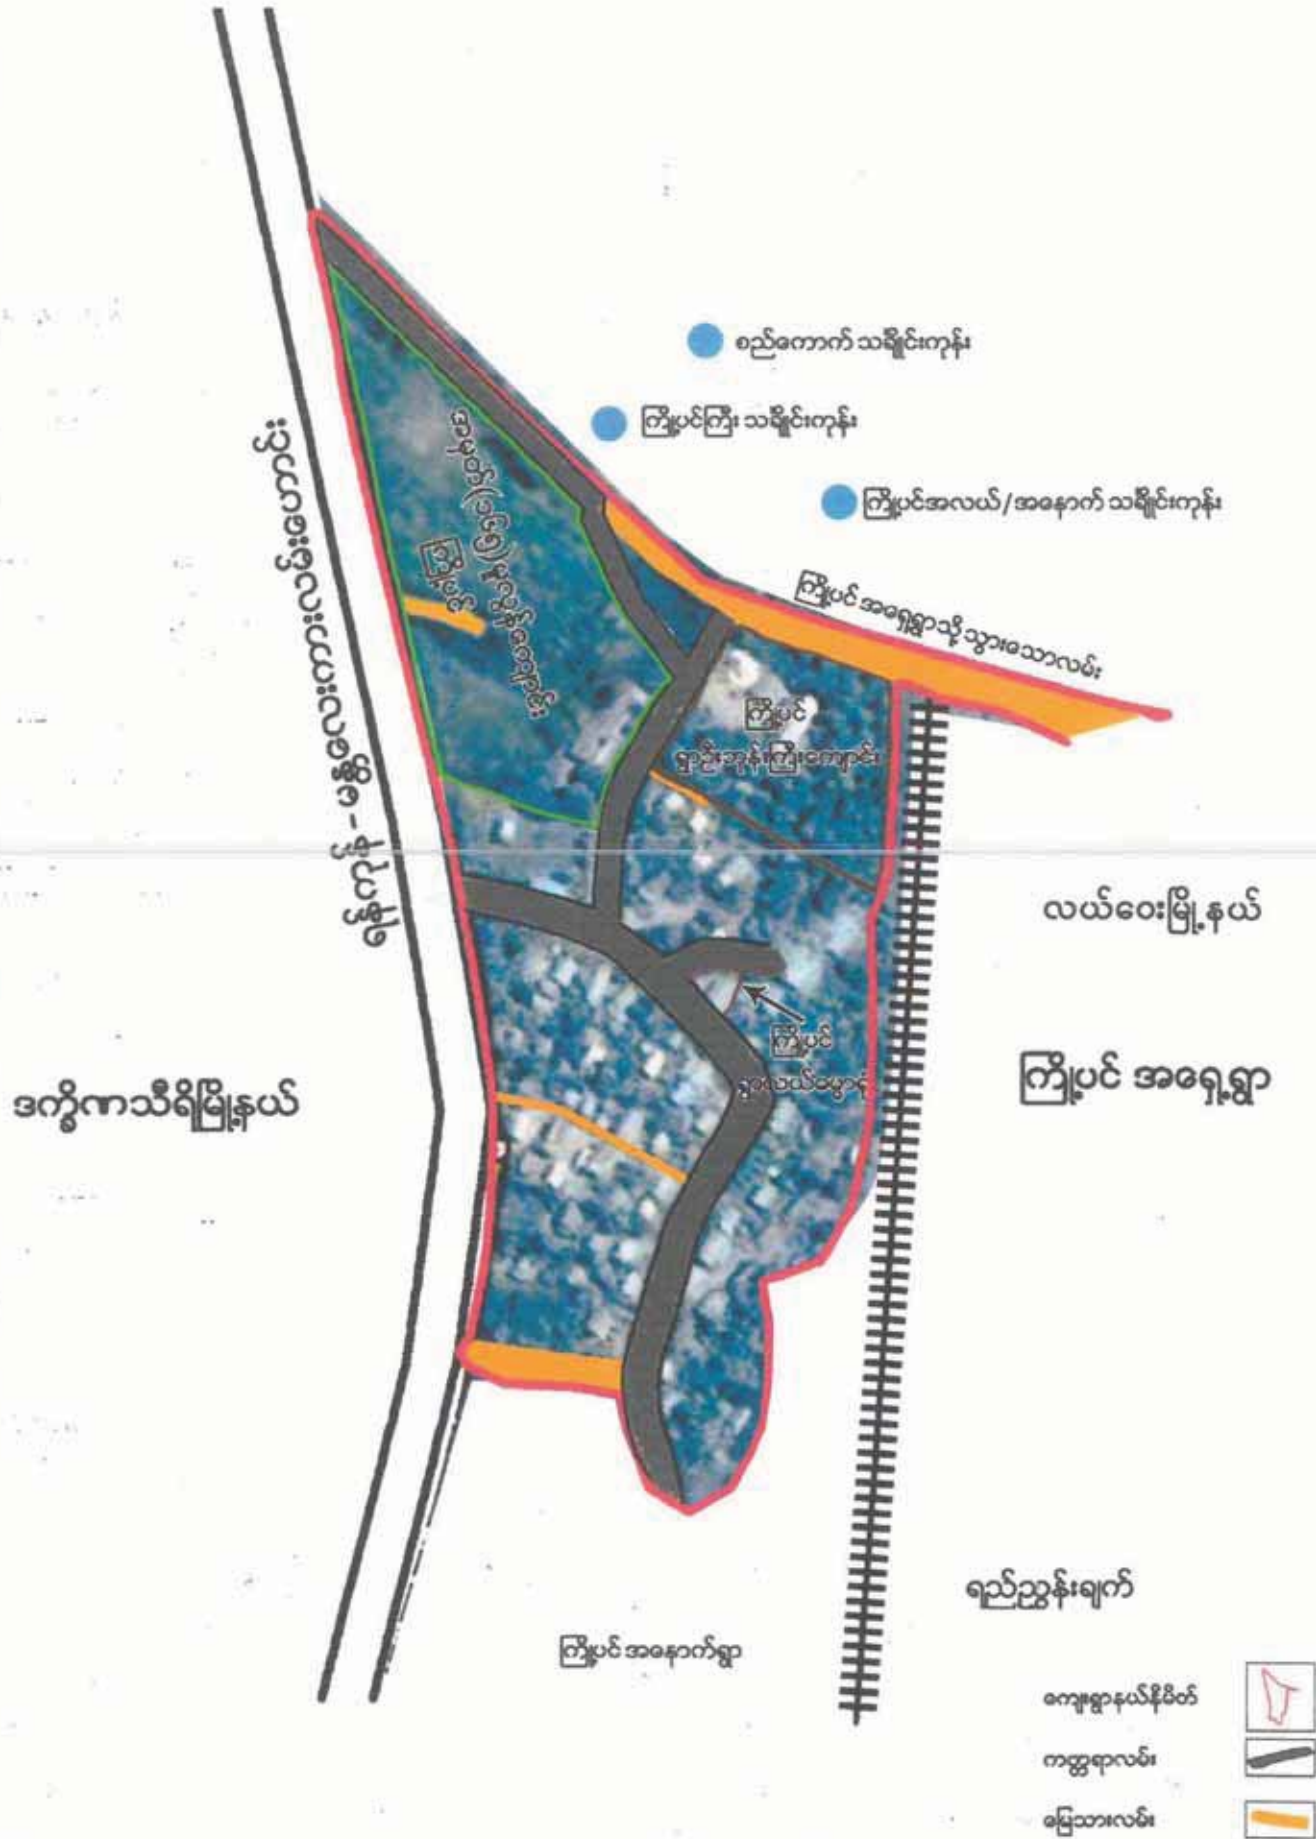 စည်ကောက် သချိုင်းကုန်း
ကြို့ပင်ကြီး သချိုင်းကုန်း
ကြို့ပင်အလယ်/အနောက် သချိုင်းကုန်း
ကြို့ပင် အရှေ့ရွာသို့ သွားသောလမ်း
ကြို့ပင်
ကြို့ပင်
ရွာဦးဘုန်းကြီးကျောင်း
လယ်ဝေးမြို့နယ်
ကြို့ပင်
ဒက္ခိဏသီရိမြို့နယ်
ကြို့ပင် အရှေ့ရွာ
ရည်ညွှန်းချက်
ကြို့ပင် အနောက်ရွာ
ကျေးရွာနယ်နိမိတ်
ကတ္တရာလမ်း
မြေသားလမ်း